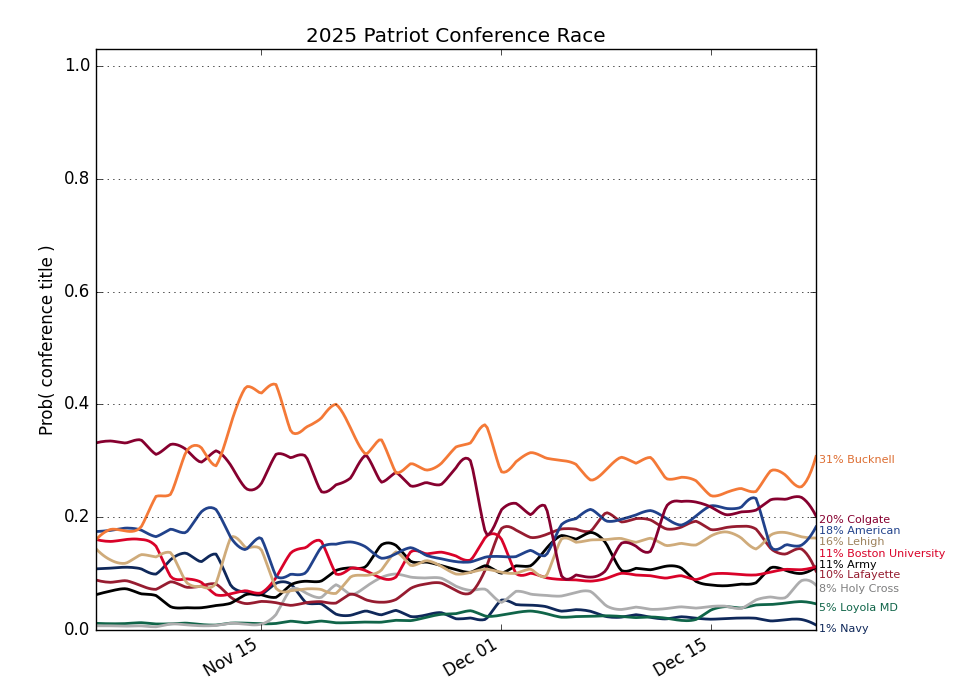 2025 Patriot Conference Race
Prob( conference title )
1.0
0.8
0.6
0.4
0.2
0.0
Nov 15
Dec 01
Dec 15
31% Bucknell
20% Colgate
18% American
16% Lehigh
13% Boston University
11% Army
10% Lafayette
8% Holy Cross
5% Loyola MD
1% Navy